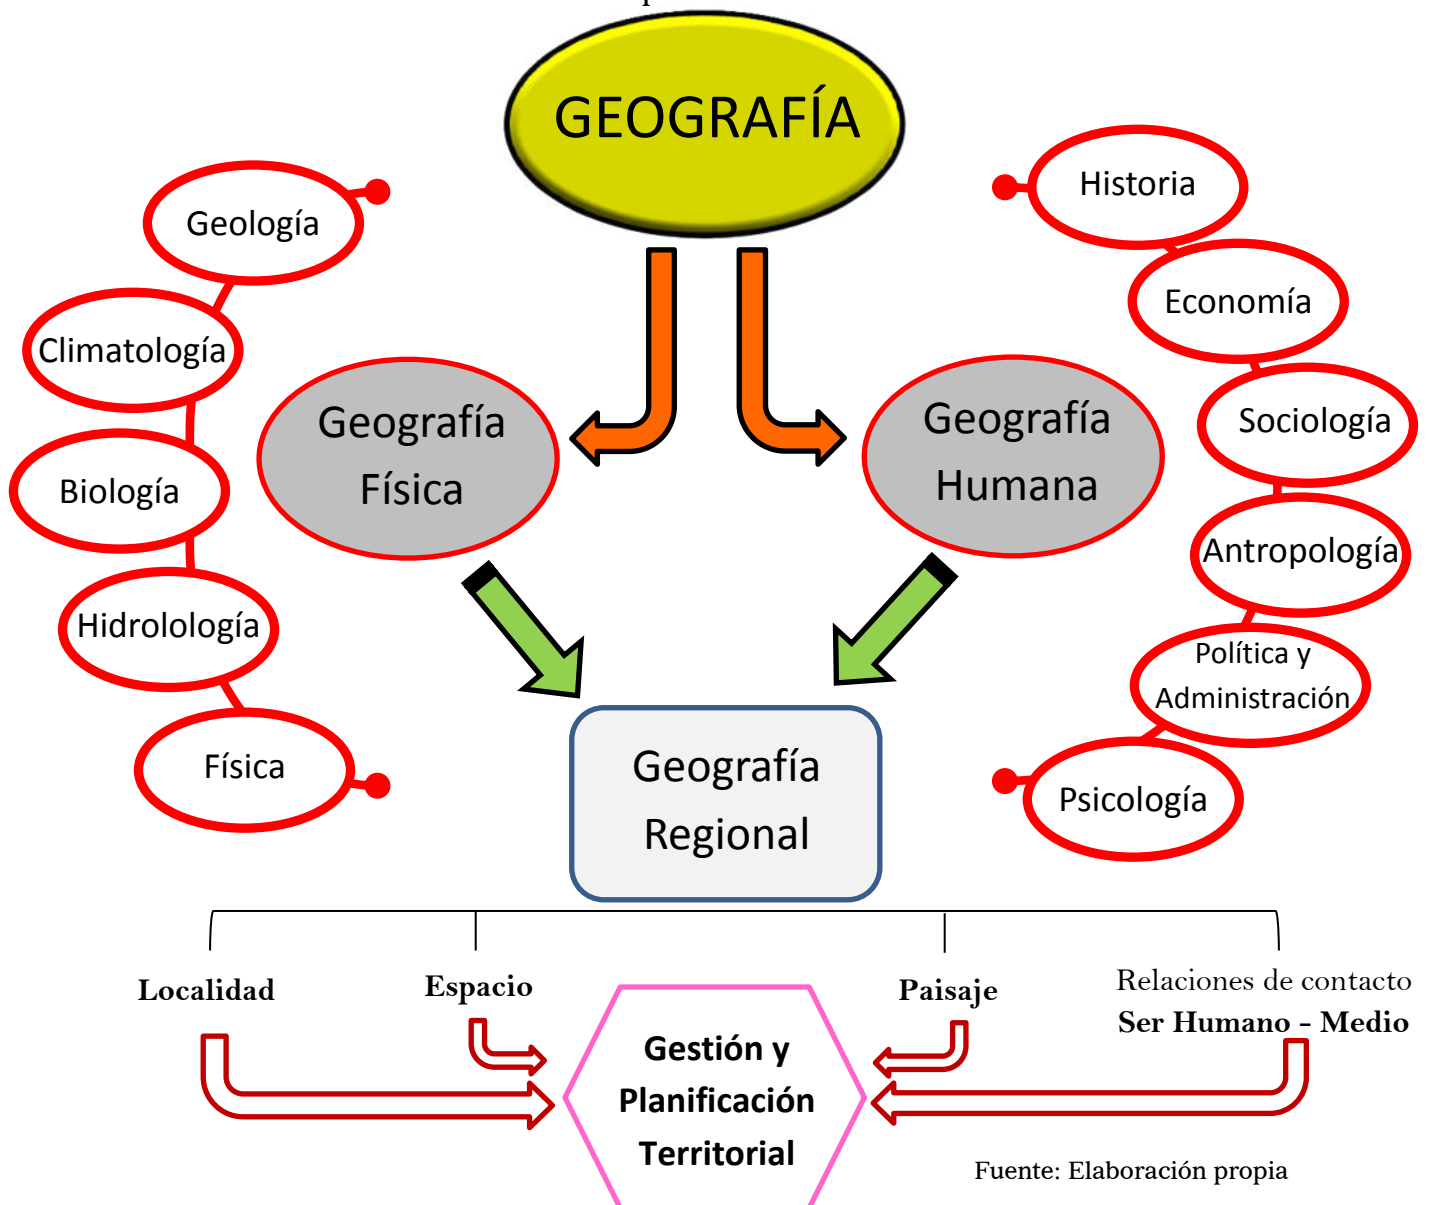 GEOGRAFÍA
Geología
Climatología
Biología
Hidrolología
Física
Historia
Economía
Sociología
Antropología
Política y
Administración
Psicología
Geografía
Física
Geografía
Humana
Geografía
Regional
Localidad
Espacio
Paisaje
Relaciones de contacto
Ser Humano - Medio
Gestión y
Planificación
Territorial
Fuente: Elaboración propia